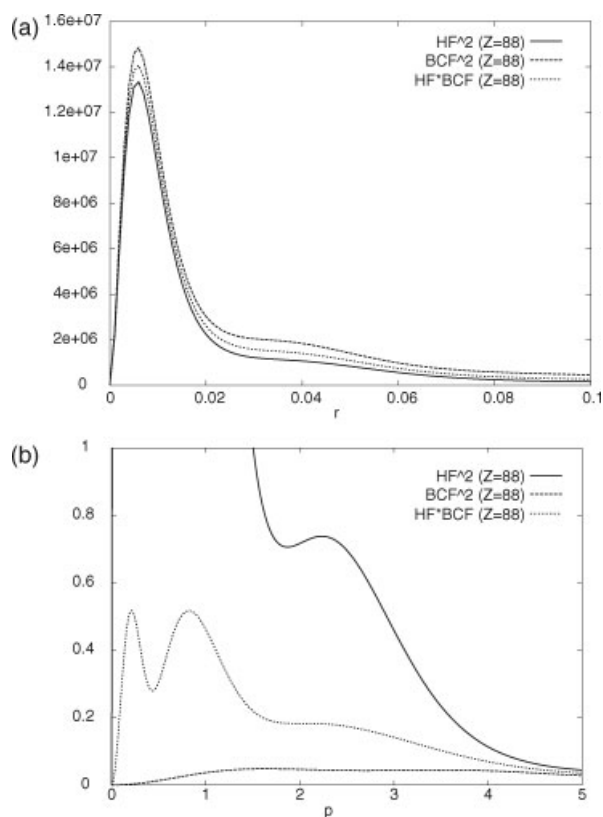 (a)
1.6e+07
1.4e+07
1.2e+07
1e+07
8e+06
6e+06
4e+06
2e+06
0
HF^2 (Z=88)
BCF^2 (Z=88)
HF*BCF (Z=88)
0 0.02 0.04 0.06 0.08 0.1
r
(b)
1
0.8
0.6
0.4
0.2
0
HF^2 (Z=88)
BCF^2 (Z=88)
HF*BCF (Z=88)
0 1 2 3 4 5
p